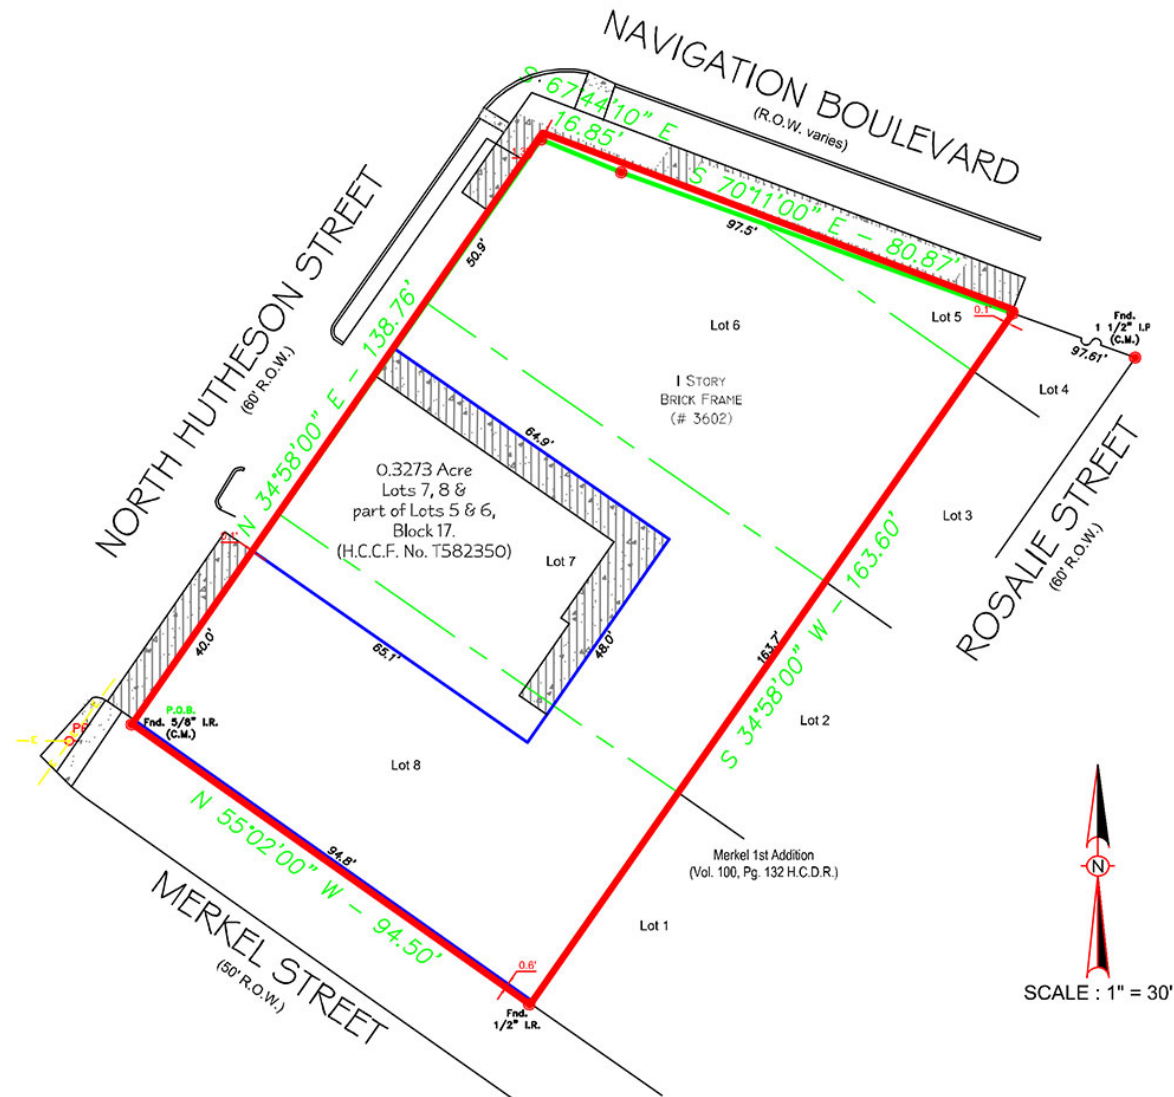 NAVIGATION BOULEVARD
(R.O.W. varies)
S 67°44'10" E
16.85'
S 70°11'00" E - 80.87'
97.5'
NORTH HUTHESON STREET
(60' R.O.W.)
50.9'
N 34°58'00" E - 138.76'
Lot 6
Lot 5
0.1'
Fnd.
1 1/2" I.P
(C.M.)
97.61'
Lot 4
1 STORY
BRICK FRAME
(# 3602)
64.9'
0.3273 Acre
Lots 7, 8 &
part of Lots 5 & 6,
Block 17.
(H.C.C.F. No. T582350)
Lot 7
Lot 3
ROSALIE STREET
(60' R.O.W.)
S 34°58'00" W - 163.60'
163.7'
40.0'
65.1'
48.0'
P.O.B.
Fnd. 5/8" I.R.
(C.M.)
Lot 2
Lot 8
N 55°02'00" W - 94.50'
94.8'
Merkel 1st Addition
(Vol. 100, Pg. 132 H.C.D.R.)
Lot 1
MERKEL STREET
(50' R.O.W.)
0.6'
Fnd.
1/2" I.R.
N
SCALE : 1" = 30'